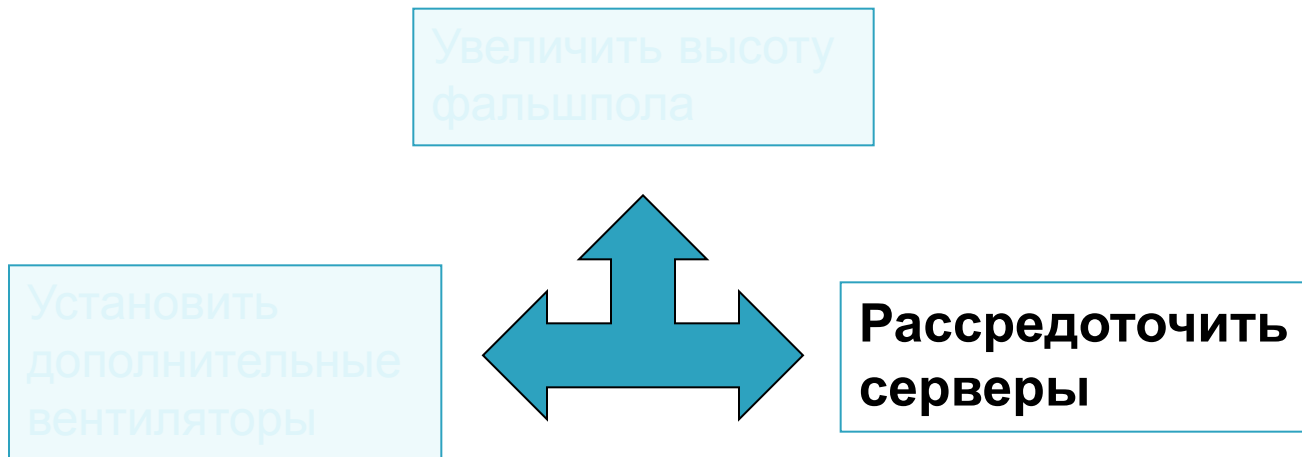 Увеличить высоту
фальшпола
Установить
дополнительные
вентиляторы
Рассредоточить
серверы